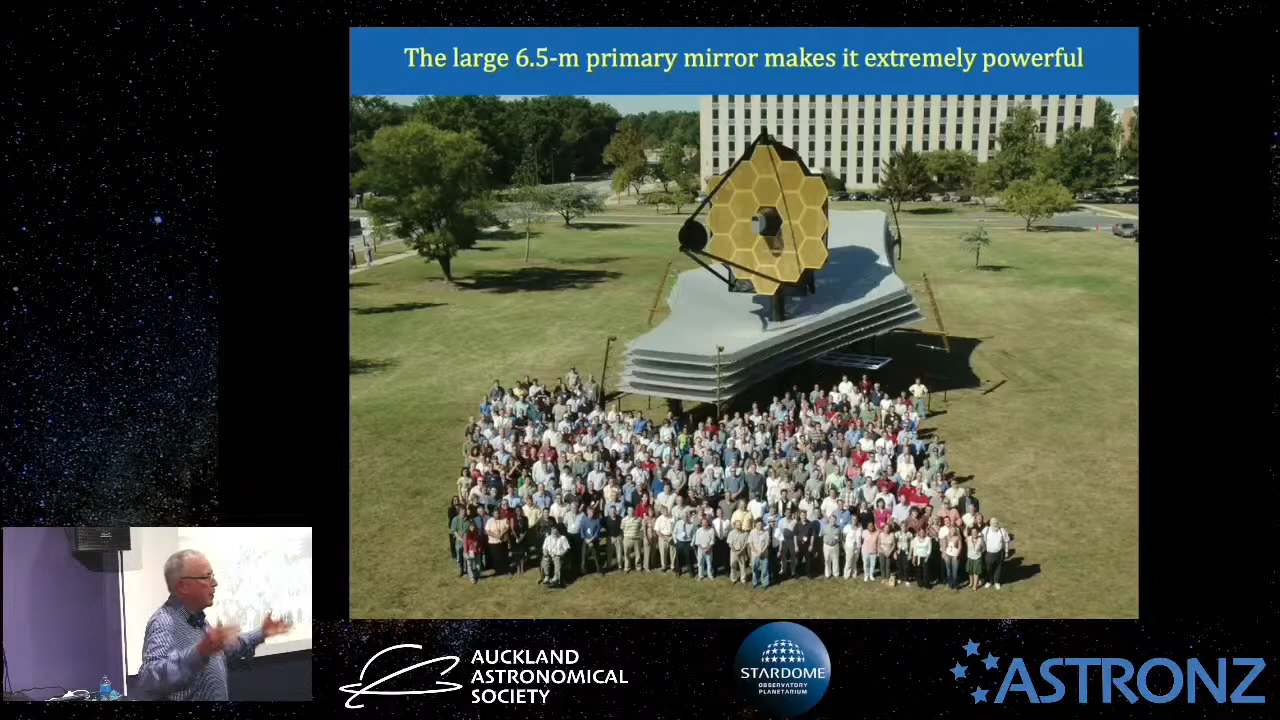 The large 6.5-m primary mirror makes it extremely powerful
AUCKLAND
ASTRONOMICAL
SOCIETY
STARDOME
OBSERVATORY
PLANETARIUM
ASTRONZ